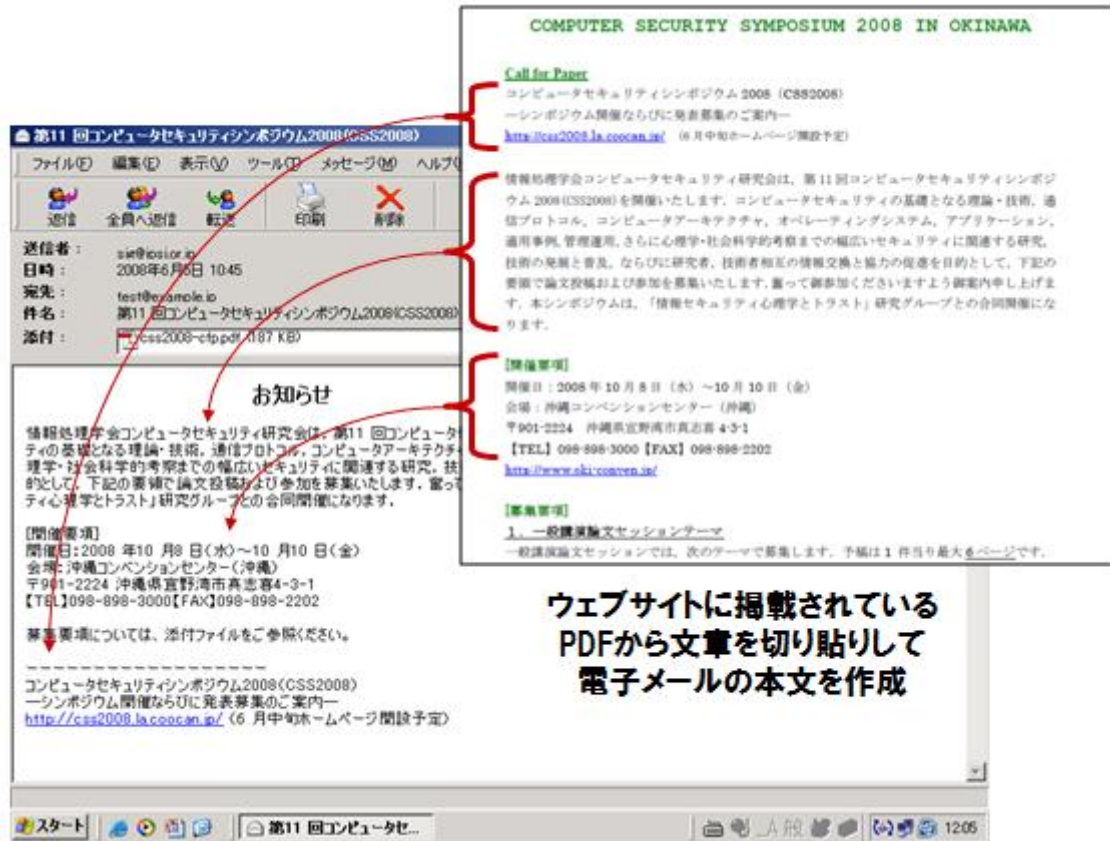 COMPUTER SECURITY SYMPOSIUM 2008 IN OKINAWA
Call for Paper
コンピュータセキュリティシンポジウム 2008（CSS2008）
―シンポジウム開催ならびに発表募集のご案内―
http://css2008.la.coocan.jp/ （6月中旬ホームページ開設予定）
情報処理学会コンピュータセキュリティ研究会は，第11回コンピュータセキュリティシンポジ
ウム2008(CSS2008)を開催いたします．コンピュータセキュリティの基礎となる理論・技術，通
信プロトコル，コンピュータアーキテクチャ，オペレーティングシステム，アプリケーション，
適用事例，管理運用，さらに心理学・社会科学的考察までの幅広いセキュリティに関連する研究，
技術の発展と普及，ならびに研究者，技術者相互の情報交換と協力の促進を目的として，下記の
要領で論文投稿および参加を募集いたします．奮って御参加くださいますよう御案内申し上げま
す．本シンポジウムは，「情報セキュリティ心理学とトラスト」研究グループとの合同開催にな
ります．
[開催要項]
開催日：2008 年 10 月 8 日（水）～10 月 10 日（金）
会場：沖縄コンベンションセンター（沖縄）
〒901-2224 沖縄県宜野湾市真志喜 4-3-1
【TEL】098-898-3000【FAX】098-898-2202
http://www.oki-conven.jp/
[募集要項]
1．一般講演論文セッションテーマ
一般講演論文セッションでは，次のテーマで募集します．予稿は1 件当り最大6ページです．
第11 回コンピュータセキュリティシンポジウム2008(CSS2008)
ファイル(F) 編集(E) 表示(V) ツール(T) メッセージ(M) ヘルプ(
返信 全員へ返信 転送 印刷 削除
送信者：
日時： 2008年6月5日 10:45
宛先：
件名： 第11 回コンピュータセキュリティシンポジウム2008(CSS2008)
添付： css2008-cfp.pdf (187 KB)
お知らせ
情報処理学会コンピュータセキュリティ研究会は，第11 回コンピュータ
ティの基礎となる理論・技術，通信プロトコル，コンピュータアーキテクチ
理学・社会科学的考察までの幅広いセキュリティに関連する研究，技
的として，下記の要領で論文投稿および参加を募集いたします．奮って
ティ心理学とトラスト」研究グループとの合同開催になります．
[開催要項]
開催日：2008 年10 月8 日（水）～10 月10 日（金）
会場：沖縄コンベンションセンター（沖縄）
〒901-2224 沖縄県宜野湾市真志喜4-3-1
【TEL】098-898-3000【FAX】098-898-2202
募集要項については、添付ファイルをご参照ください。
コンピュータセキュリティシンポジウム2008(CSS2008)
―シンポジウム開催ならびに発表募集のご案内―
http://css2008.la.coocan.jp/ （6 月中旬ホームページ開設予定）
ウェブサイトに掲載されている
PDFから文章を切り貼りして
電子メールの本文を作成
スタート 第11 回コンピュータセ... A 般 12:05